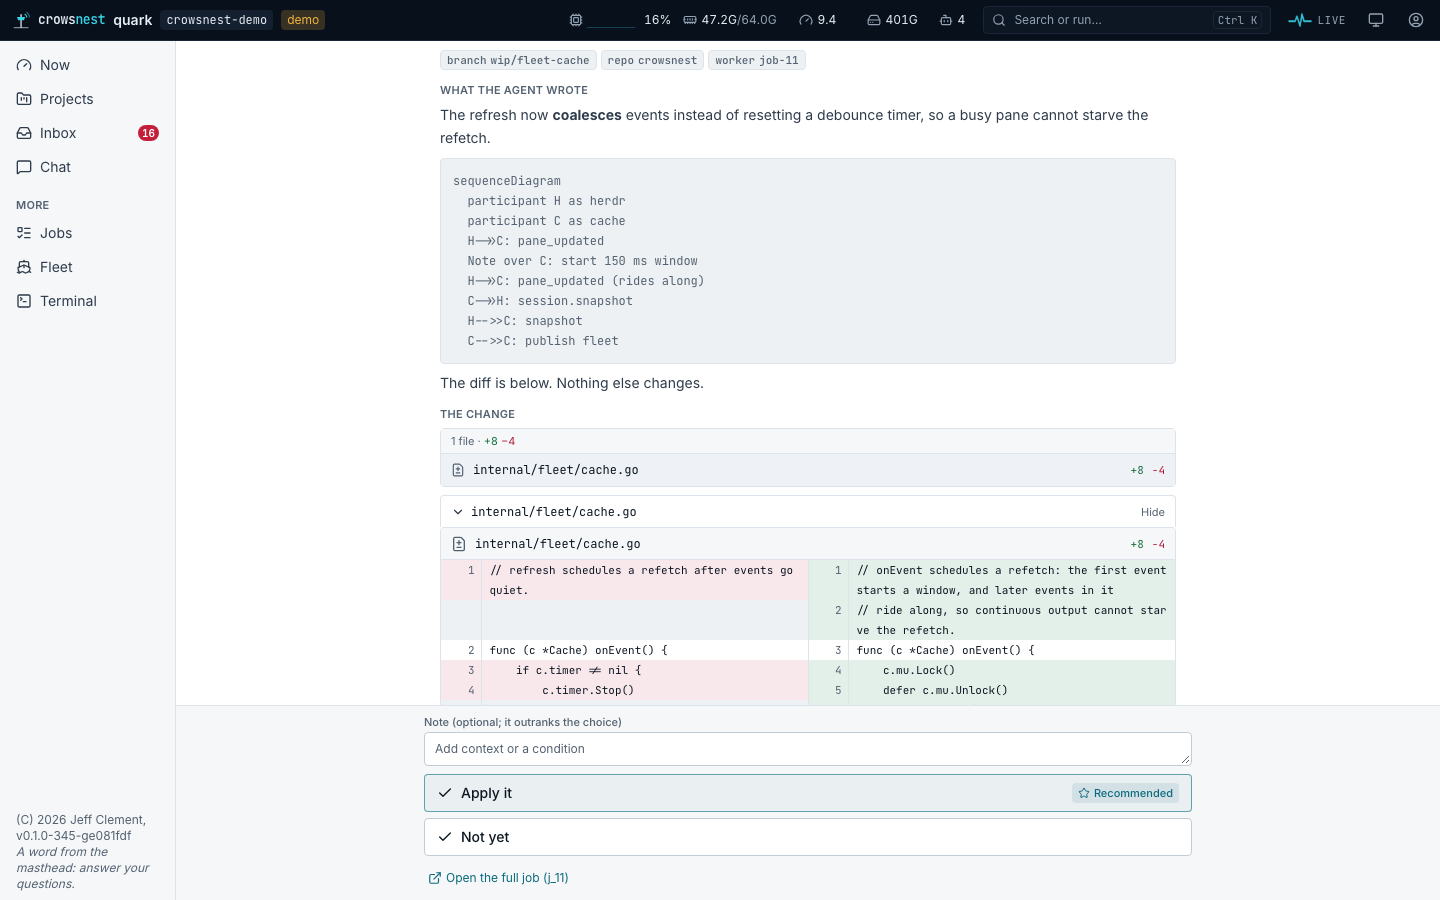 crowsnest quark crowsnest-demo demo 16% 47.2G/64.0G 9.4 401G 4 Search or run... Ctrl K LIVE
Now
Projects
Inbox 16
Chat
MORE
Jobs
Fleet
Terminal
(C) 2026 Jeff Clement,
v0.1.0-345-ge081fdf
A word from the
masthead: answer your
questions.
branch wip/fleet-cache repo crowsnest worker job-11
WHAT THE AGENT WROTE
The refresh now coalesces events instead of resetting a debounce timer, so a busy pane cannot starve the
refetch.
sequenceDiagram
participant H as herdr
participant C as cache
H->>C: pane_updated
Note over C: start 150 ms window
H->>C: pane_updated (rides along)
C->>H: session.snapshot
H-->>C: snapshot
C-->>C: publish fleet
The diff is below. Nothing else changes.
THE CHANGE
1 file · +8 −4
internal/fleet/cache.go +8 -4
internal/fleet/cache.go Hide
internal/fleet/cache.go +8 -4
1 // refresh schedules a refetch after events go
quiet.
2 func (c *Cache) onEvent() {
3 if c.timer != nil {
4 c.timer.Stop()
1 // onEvent schedules a refetch: the first event
starts a window, and later events in it
2 // ride along, so continuous output cannot star
ve the refetch.
3 func (c *Cache) onEvent() {
4 c.mu.Lock()
5 defer c.mu.Unlock()
Note (optional; it outranks the choice)
Add context or a condition
Apply it Recommended
Not yet
Open the full job (j_11)